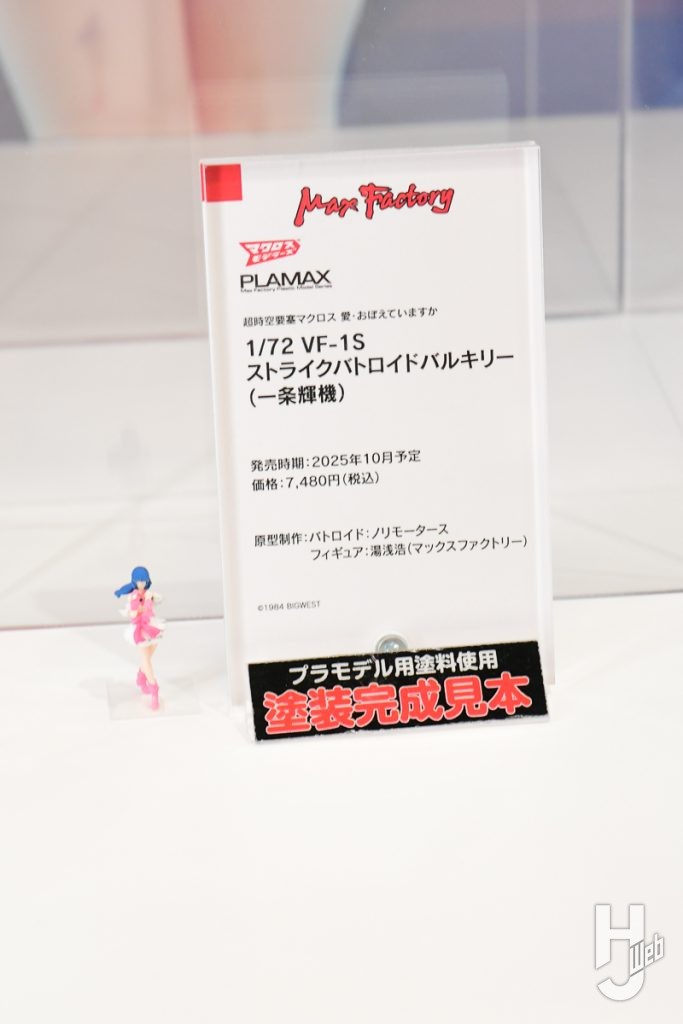 Max Factory
マクロス
モデラーズ
PLAMAX
Max Factory Plastic Model Series
超時空要塞マクロス 愛・おぼえていますか
1/72 VF-1S
ストライクバトロイドバルキリー
(一条輝機)
発売時期:2025年10月予定
価格:7,480円(税込)
原型制作:バトロイド:ノリモータース
フィギュア:湯浅浩(マックスファクトリー)
©1984 BIGWEST
プラモデル用塗料使用
塗装完成見本
HJ Web